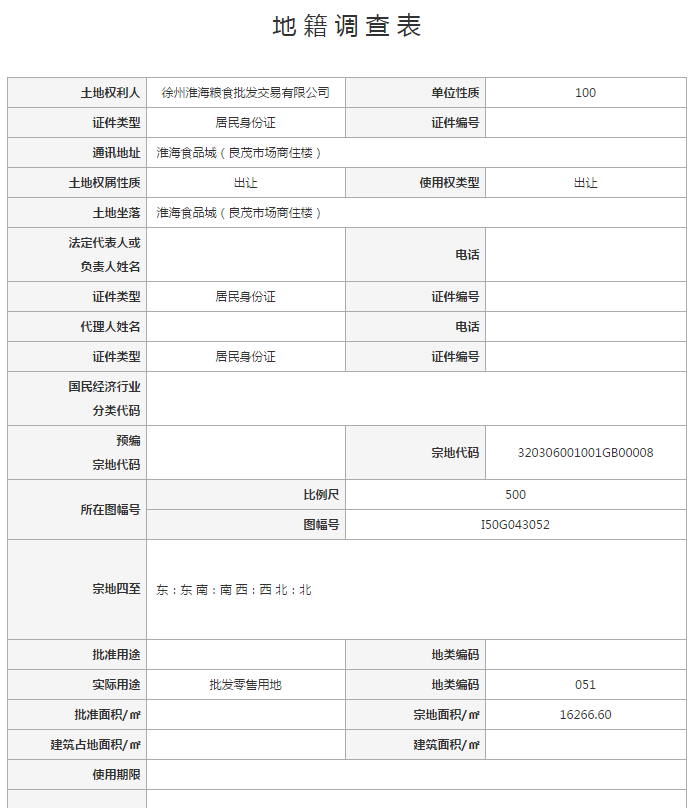 地籍调查表
土地权利人 徐州淮海粮食批发交易有限公司 单位性质 100
证件类型 居民身份证 证件编号
通讯地址 淮海食品城（良茂市场商住楼）
土地权属性质 出让 使用权类型 出让
土地坐落 淮海食品城（良茂市场商住楼）
法定代表人或
负责人姓名 电话
证件类型 居民身份证 证件编号
代理人姓名 电话
证件类型 居民身份证 证件编号
国民经济行业
分类代码
预编
宗地代码 宗地代码 320306001001GB00008
所在图幅号 比例尺 500
图幅号 I50G043052
宗地四至 东：东 南：南 西：西 北：北
批准用途 地类编码
实际用途 批发零售用地 地类编码 051
批准面积/㎡ 宗地面积/㎡ 16266.60
建筑占地面积/㎡ 建筑面积/㎡
使用期限